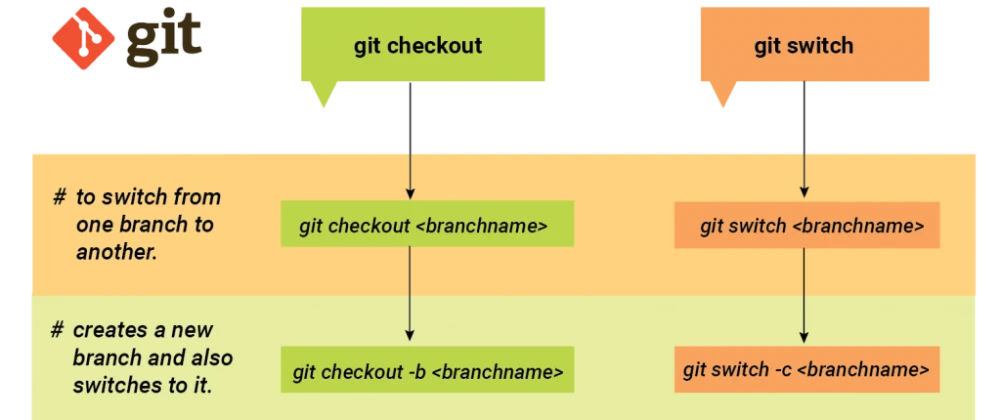 git
git checkout
git switch
# to switch from
one branch to
another.
git checkout <branchname>
git switch <branchname>
# creates a new
branch and also
switches to it.
git checkout -b <branchname>
git switch -c <branchname>